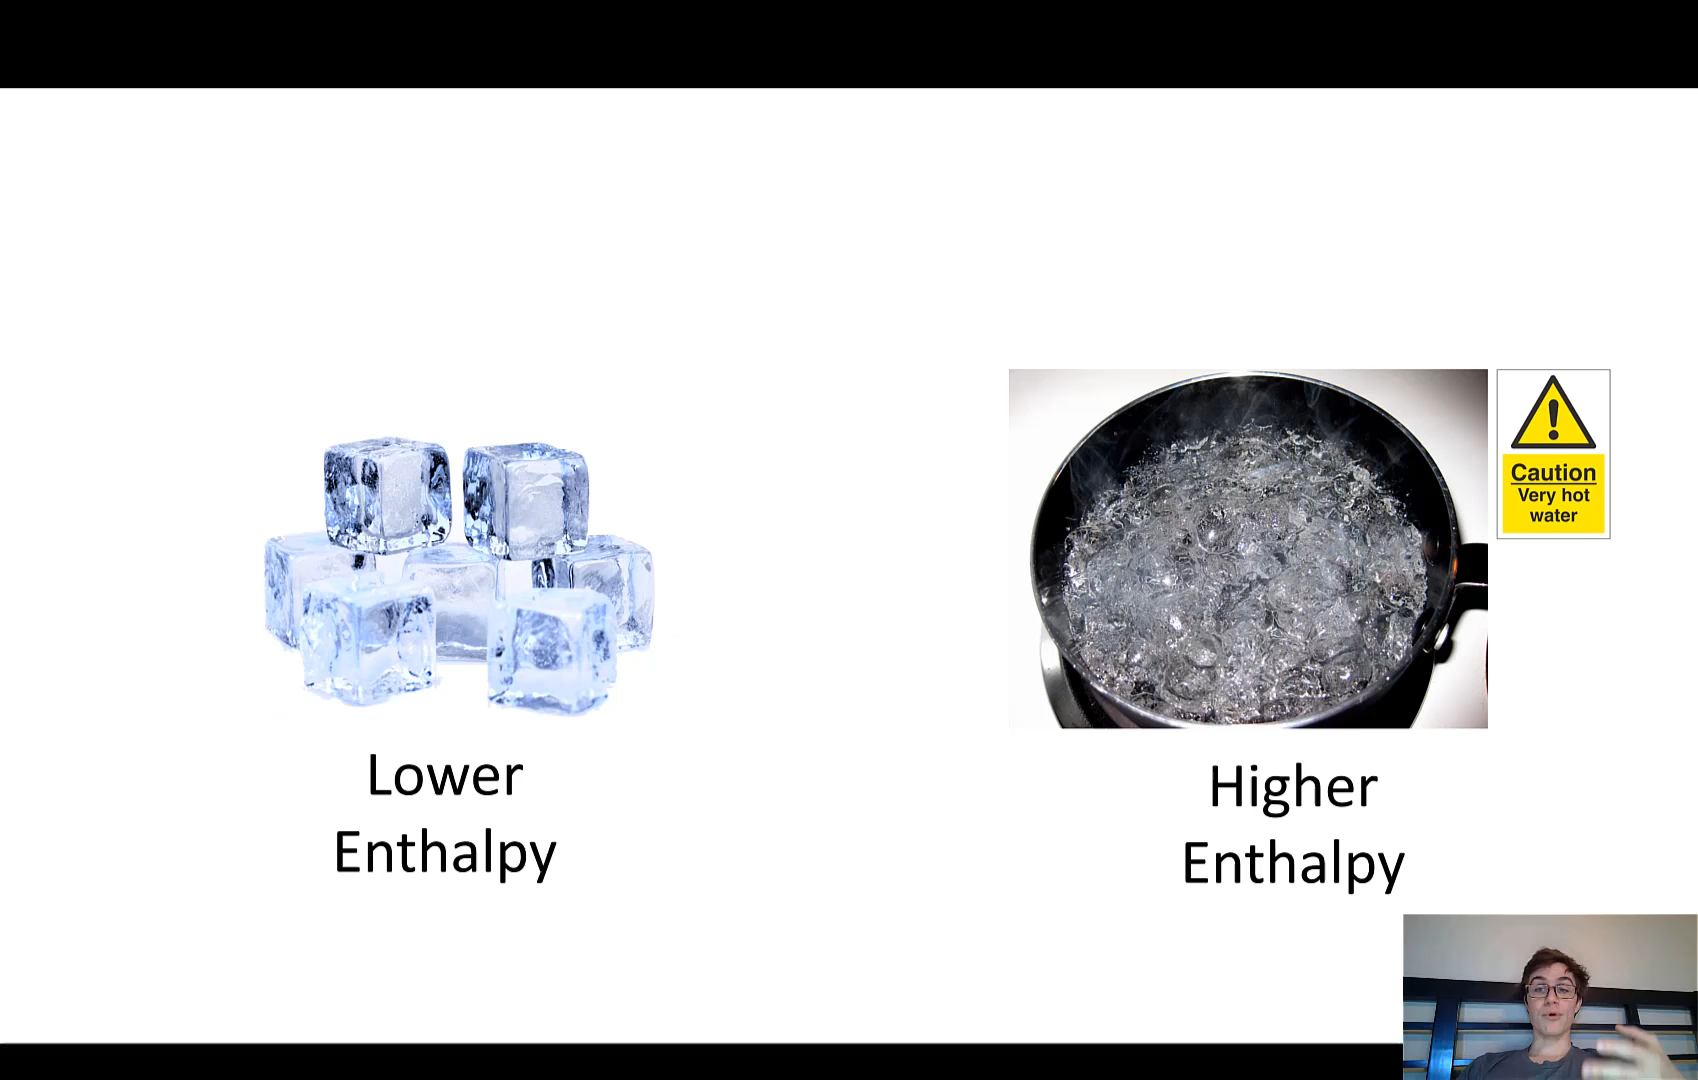 Lower
Enthalpy
Caution
Very hot
water
Higher
Enthalpy